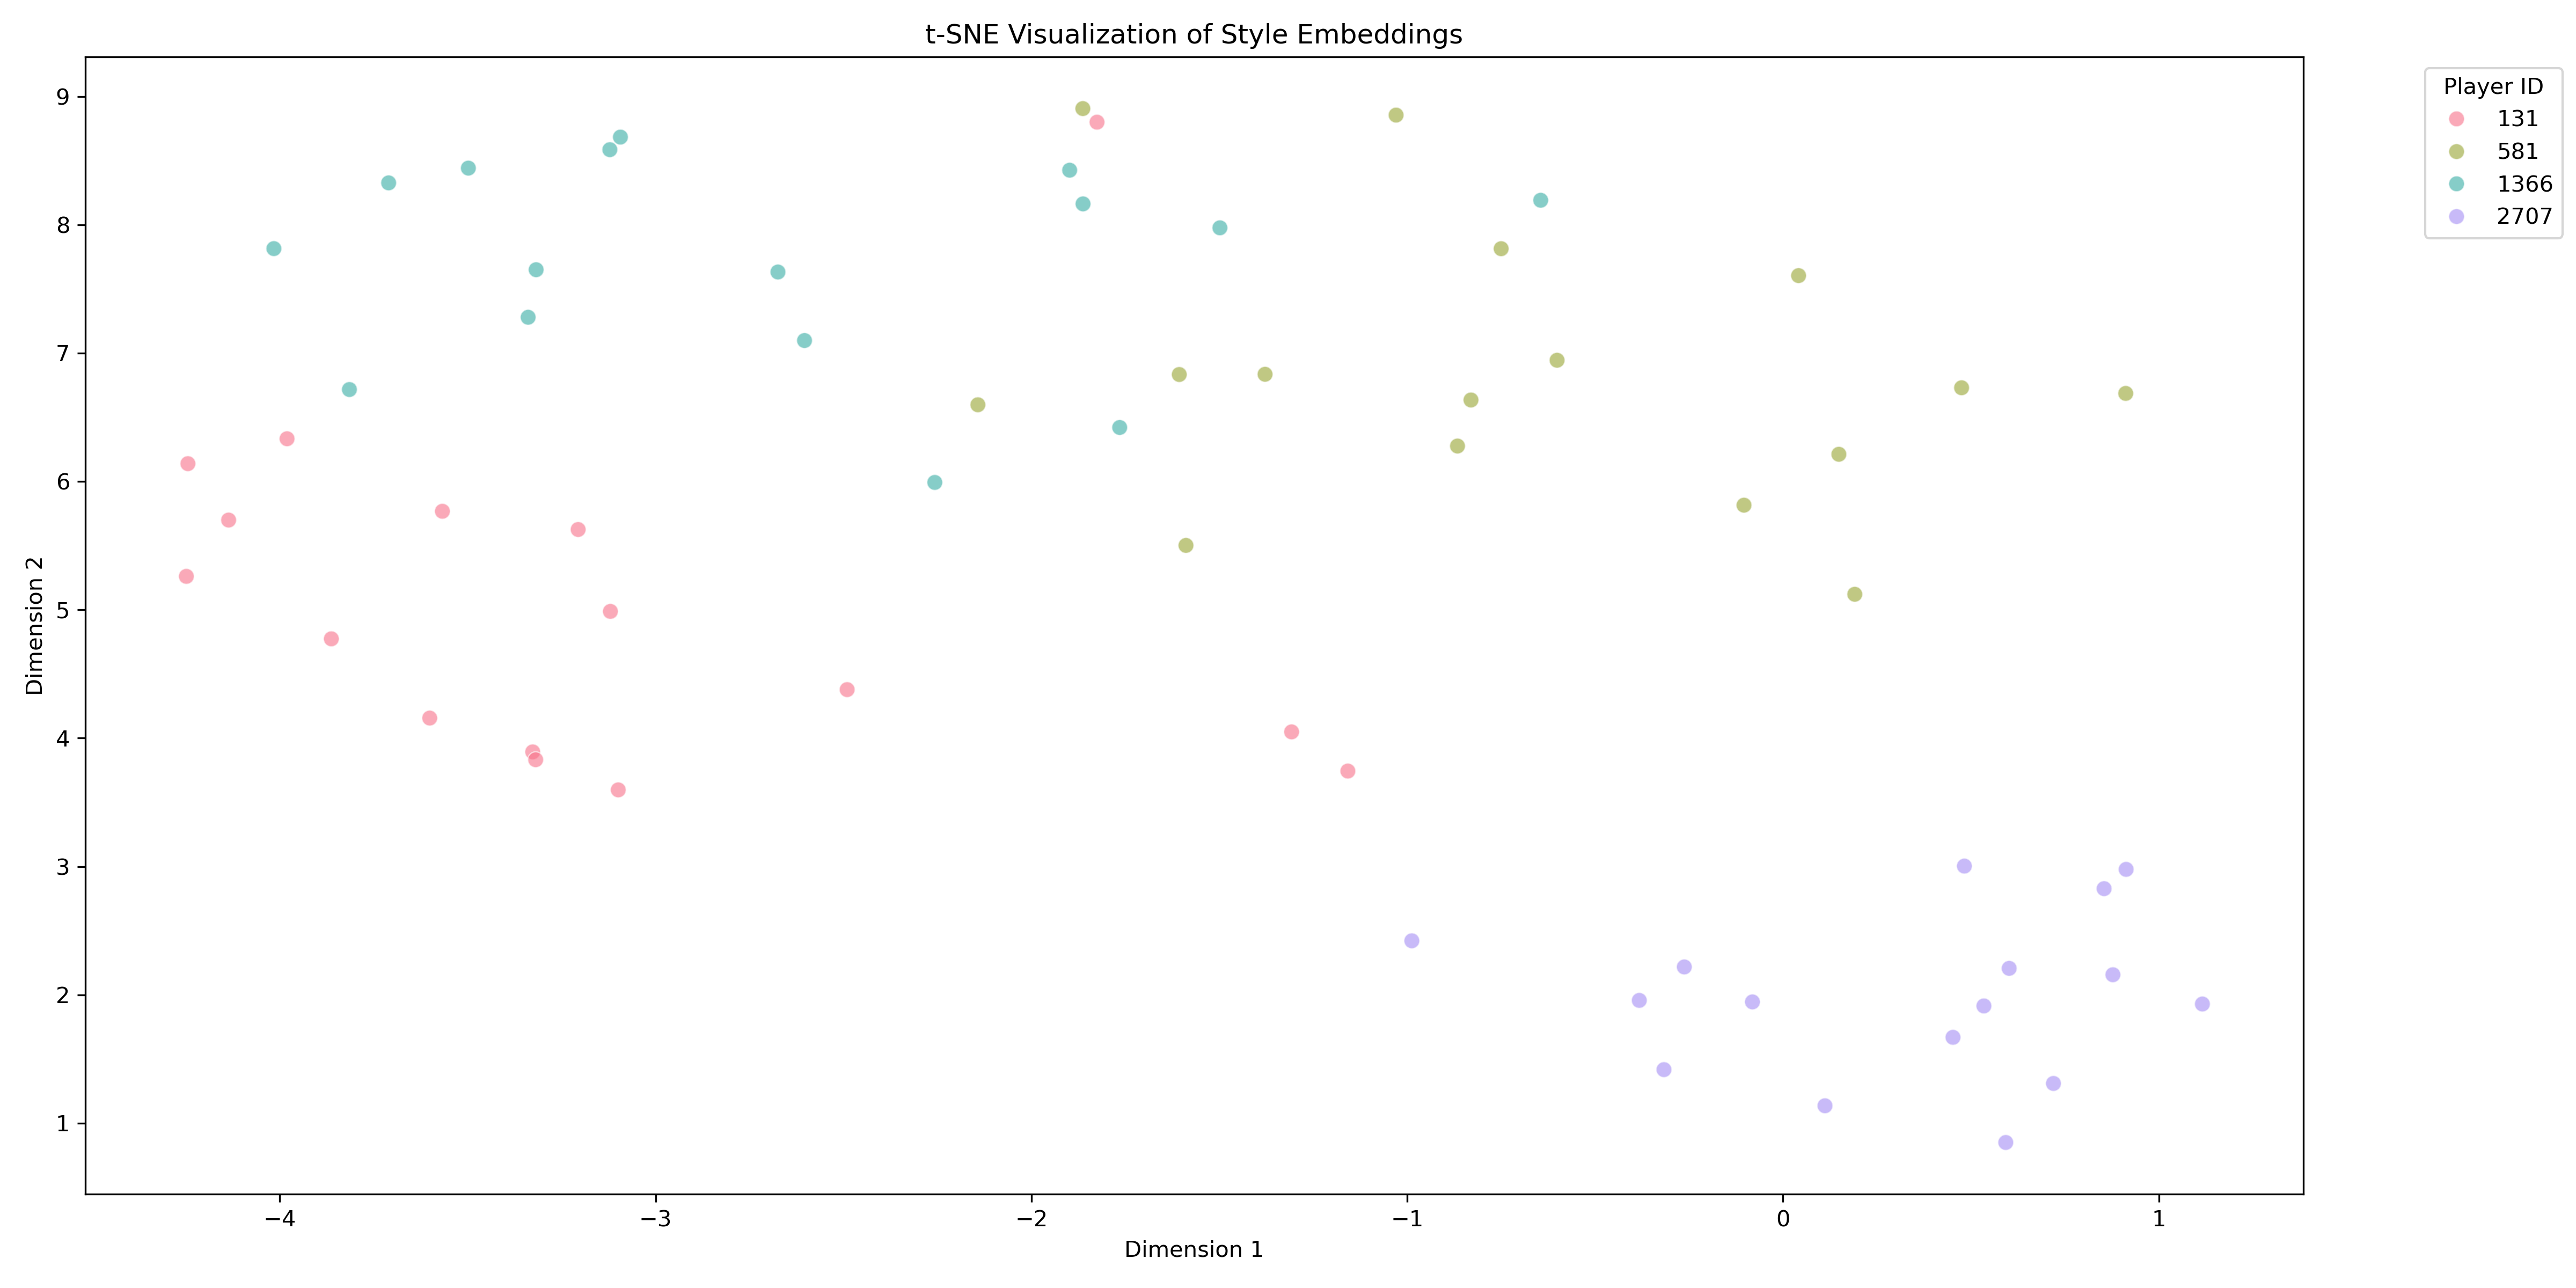 t-SNE Visualization of Style Embeddings
Player ID
131
581
1366
2707
9
8
7
6
5
4
3
2
1
Dimension 2
−4 −3 −2 −1 0 1
Dimension 1